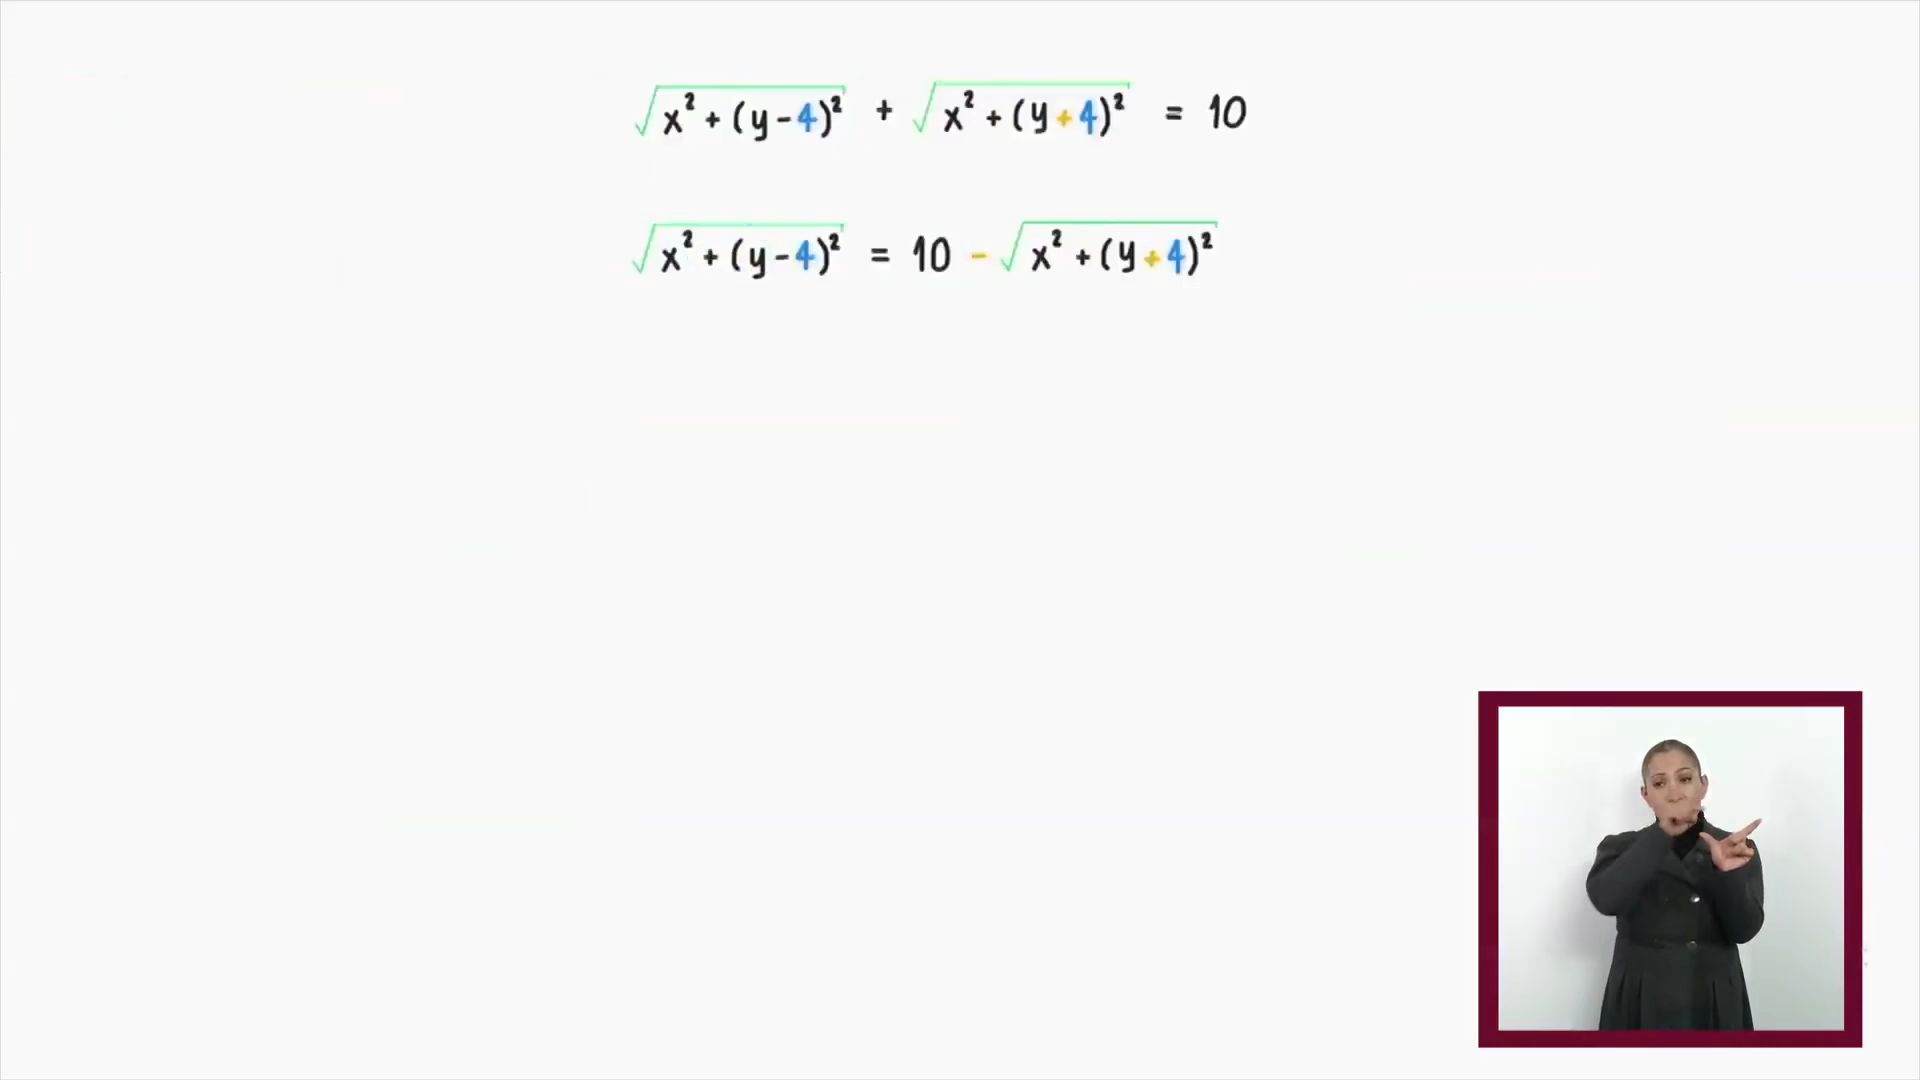 √x² + (y - 4)² + √x² + (y + 4)² = 10
√x² + (y - 4)² = 10 - √x² + (y + 4)²